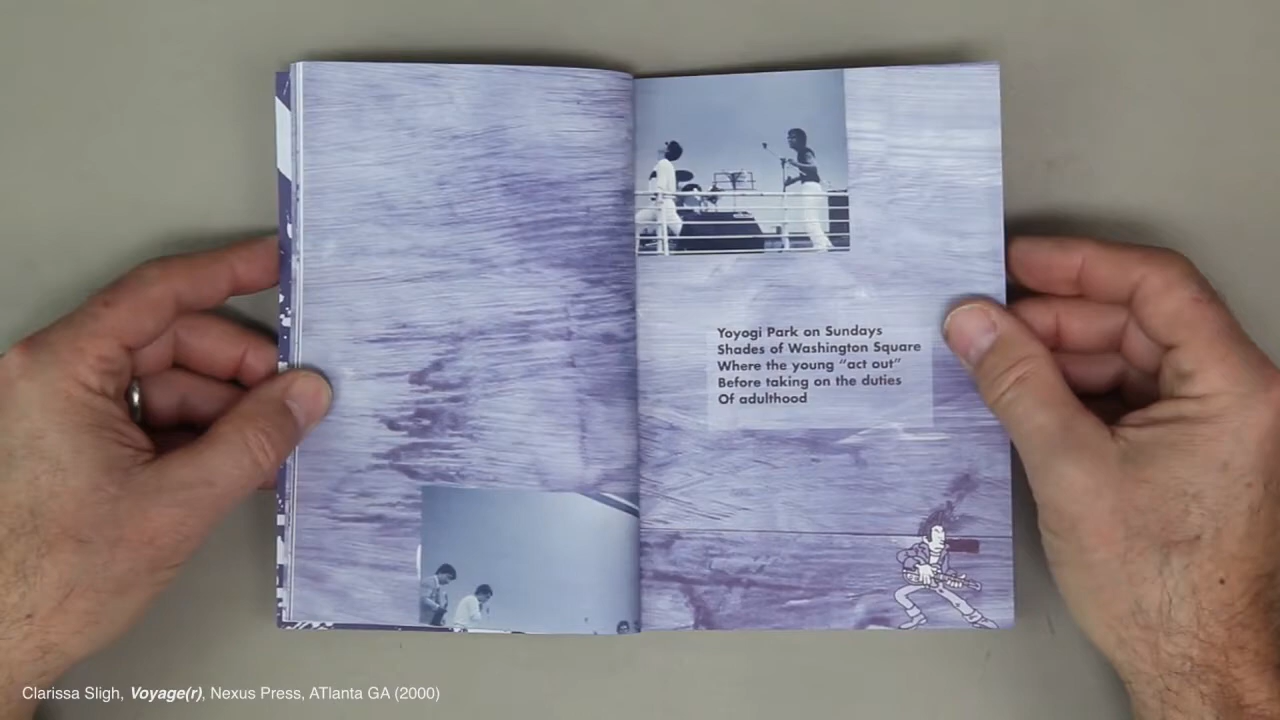 Yoyogi Park on Sundays
Shades of Washington Square
Where the young “act out”
Before taking on the duties
Of adulthood
Clarissa Sligh, Voyage(r), Nexus Press, ATlanta GA (2000)